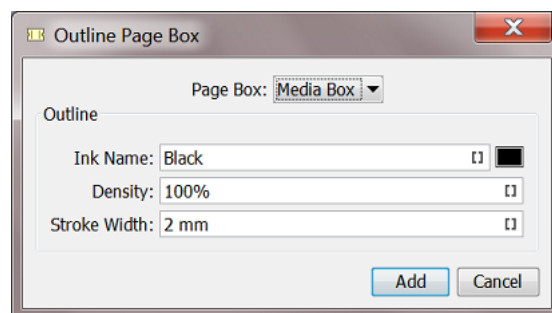 Outline Page Box
Page Box: Media Box
Outline
Ink Name: Black
Density: 100%
Stroke Width: 2 mm
Add Cancel